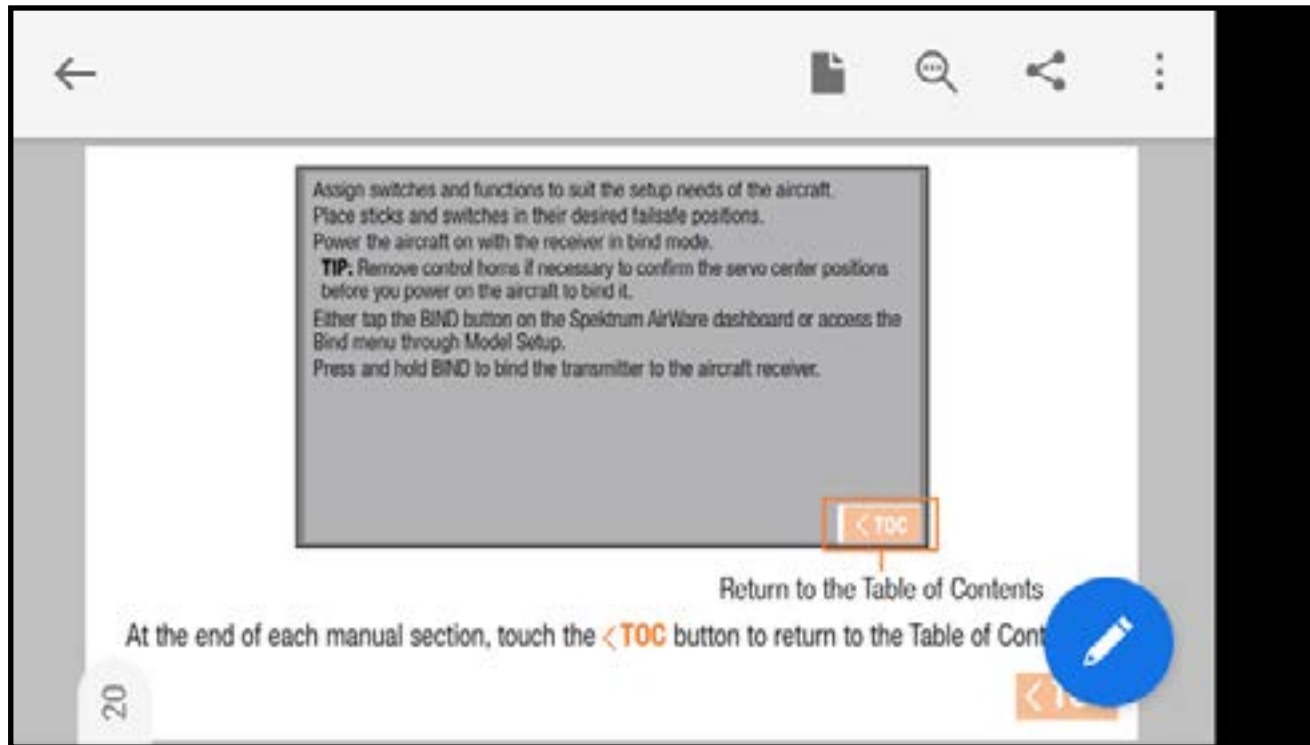 Assign switches and functions to suit the setup needs of the aircraft.
Place sticks and switches in their desired failsafe positions.
Power the aircraft on with the receiver in bind mode.
TIP: Remove control horns if necessary to confirm the servo center positions
before you power on the aircraft to bind it.
Either tap the BIND button on the Spektrum AirWare dashboard or access the
Bind menu through Model Setup.
Press and hold BIND to bind the transmitter to the aircraft receiver.
< TOC
Return to the Table of Contents
At the end of each manual section, touch the < TOC button to return to the Table of Cont
20